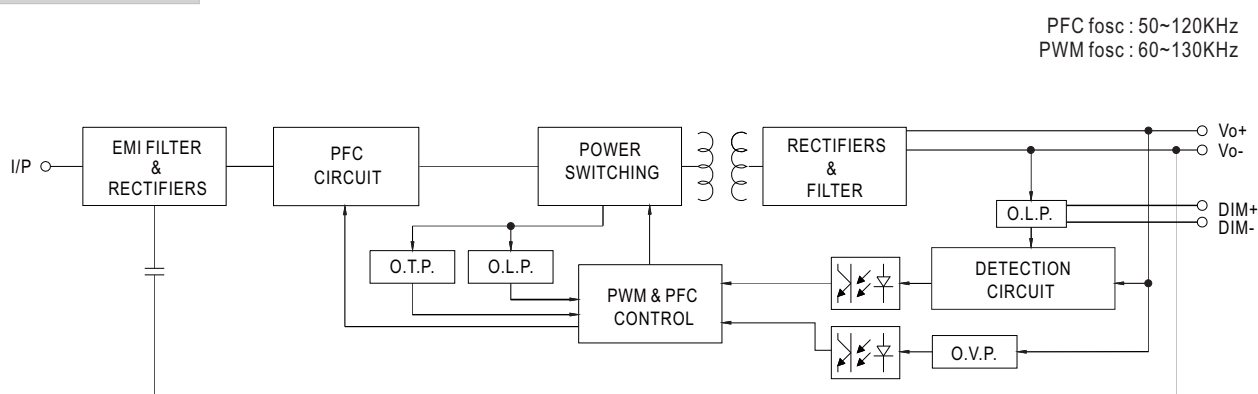 PFC fosc : 50~120KHz
PWM fosc : 60~130KHz
I/P
EMI FILTER
&
RECTIFIERS
PFC
CIRCUIT
POWER
SWITCHING
RECTIFIERS
&
FILTER
Vo+
Vo-
O.L.P.
DIM+
DIM-
O.T.P.
O.L.P.
PWM & PFC
CONTROL
DETECTION
CIRCUIT
O.V.P.